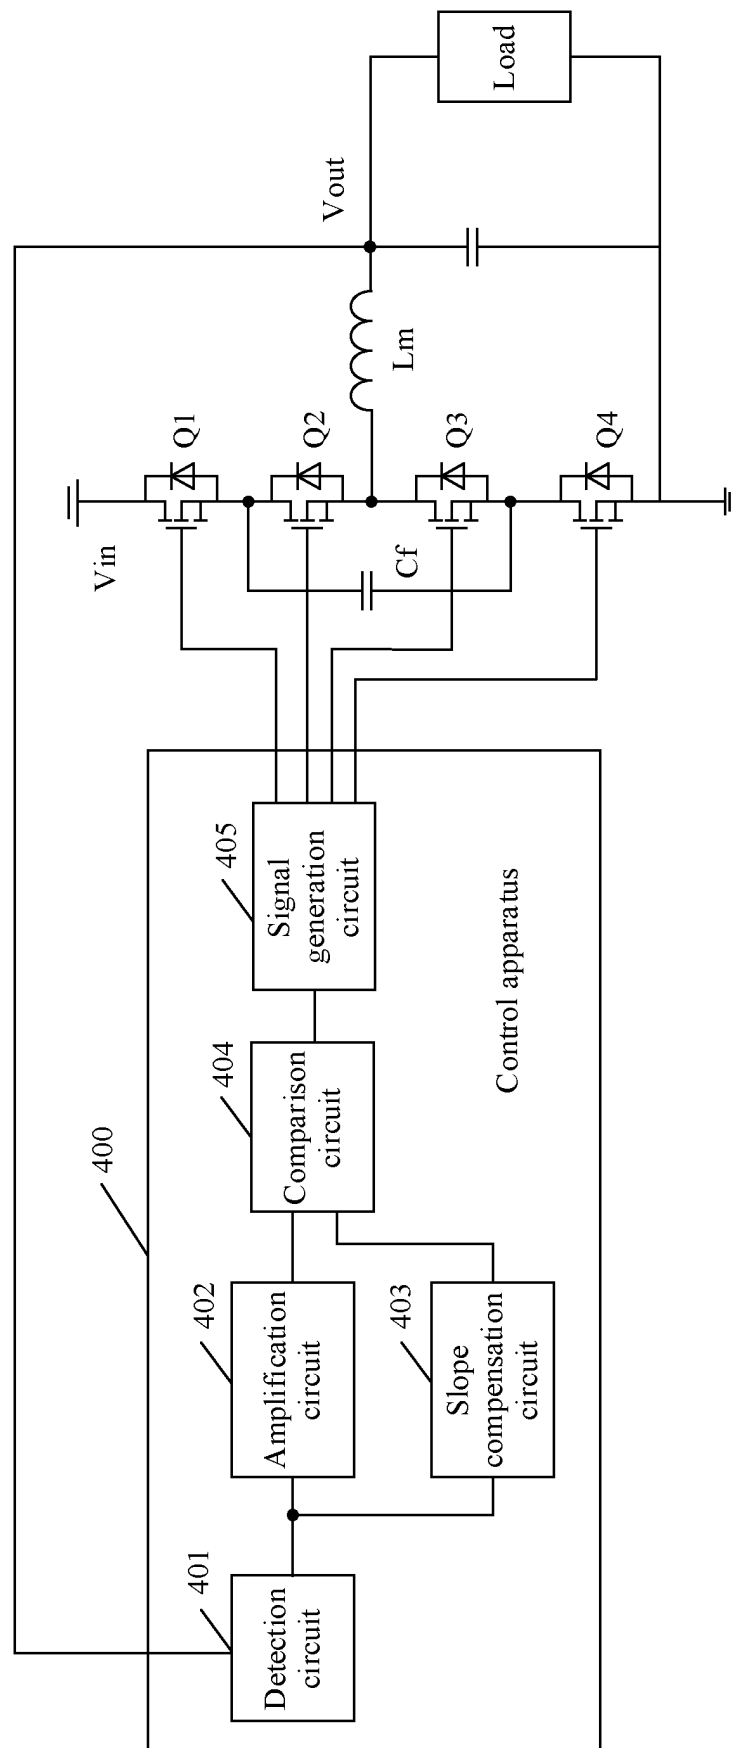 400
401
Detection
circuit
402
Amplification
circuit
403
Slope
compensation
circuit
404
Comparison
circuit
405
Signal
generation
circuit
Control apparatus
Vin
Q1
Q2
Q3
Q4
Cf
Lm
Vout
Load